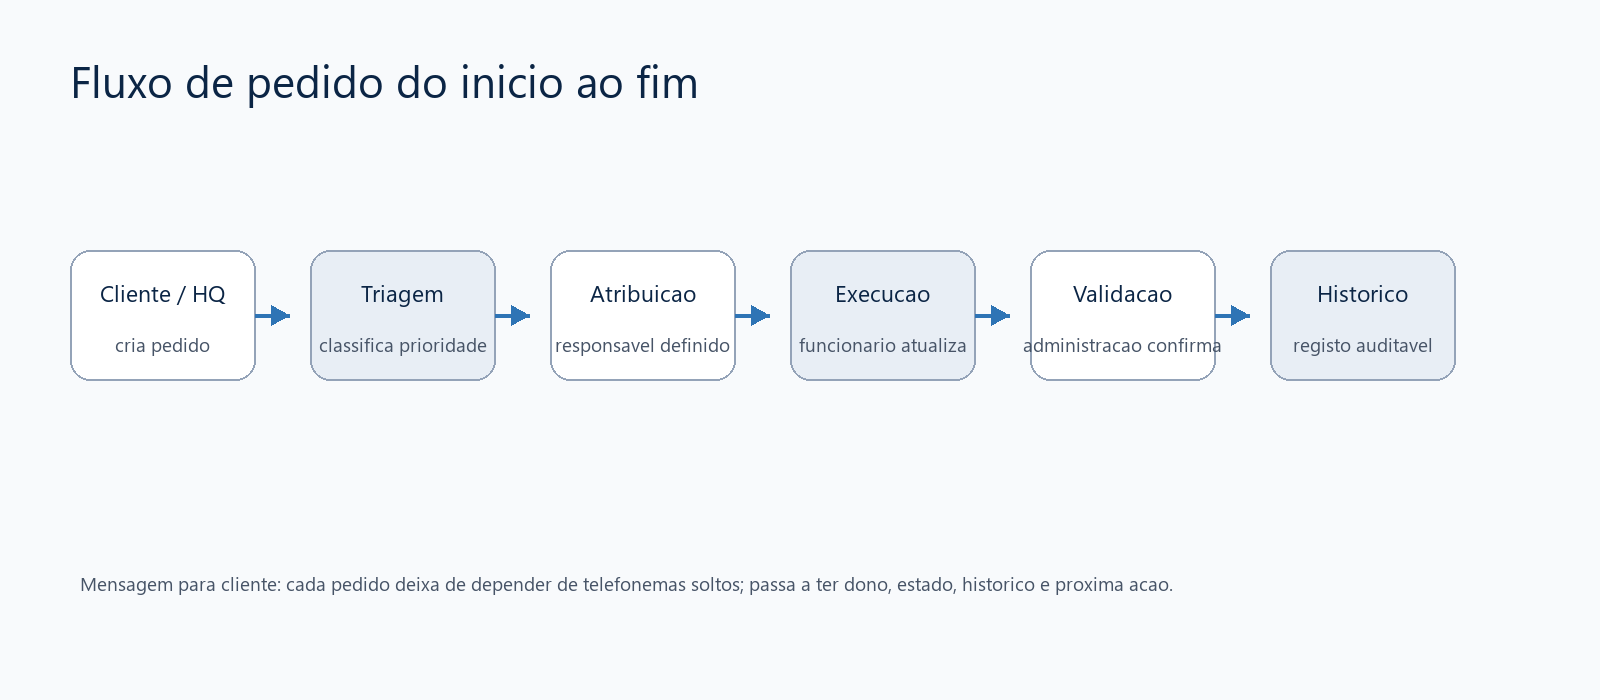 Fluxo de pedido do inicio ao fim
Cliente / HQ
cria pedido
Triagem
classifica prioridade
Atribuicao
responsavel definido
Execucao
funcionario atualiza
Validacao
administracao confirma
Historico
registo auditavel
Mensagem para cliente: cada pedido deixa de depender de telefonemas soltos; passa a ter dono, estado, historico e proxima acao.